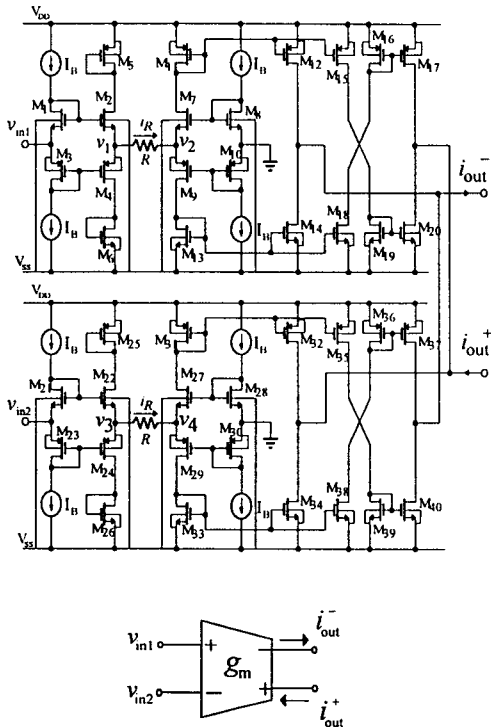 V_DD
I_B
M_5
M_1
I_B
M_12
M_15
M_16
M_17
M_1
M_2
M_7
M_8
v_in1
v_1
i_R
R
v_2
M_3
M_4
M_9
M_10
i_out^-
I_B
M_6
M_13
I_B
M_14
M_18
M_19
M_20
V_SS
V_DD
I_B
M_25
M_3
I_B
M_32
M_35
M_36
M_37
i_out^+
M_2
M_22
M_27
M_28
v_in2
v_3
i_R
R
v_4
M_23
M_24
M_29
M_30
I_B
M_26
M_33
I_B
M_34
M_38
M_39
M_40
V_SS
v_in1
+
g_m
−
i_out^-
v_in2
−
+
i_out^+